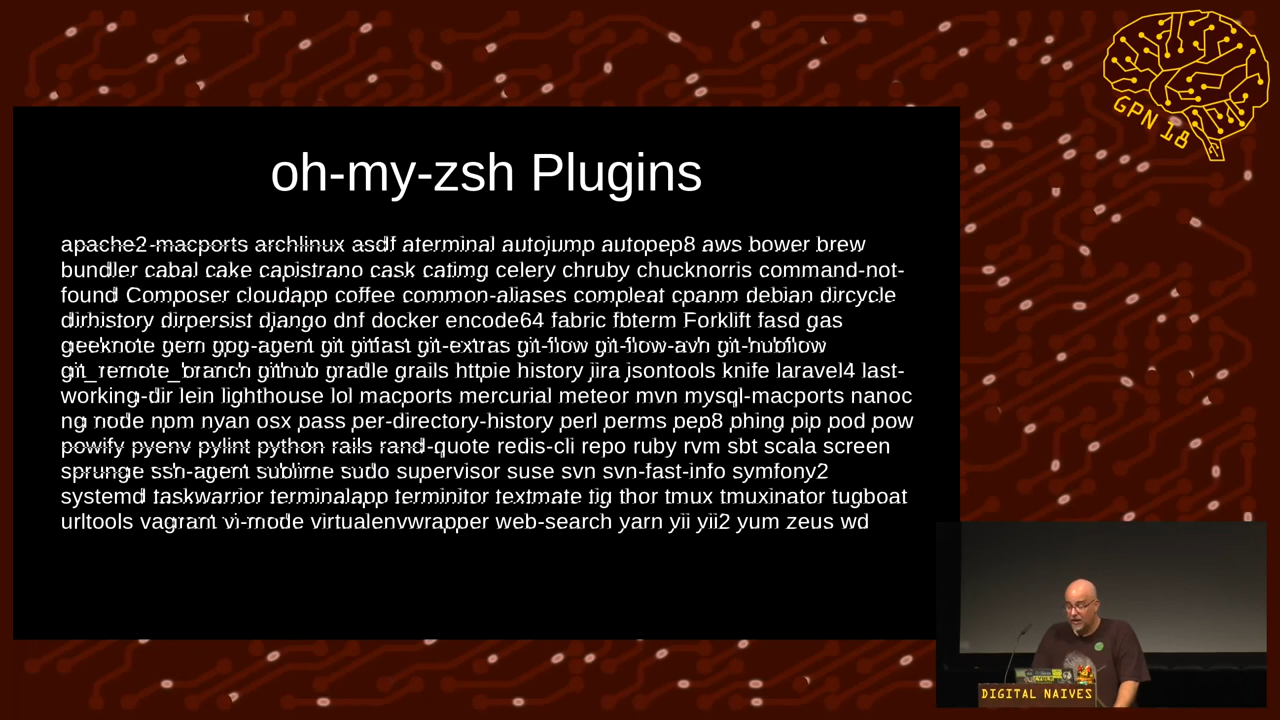 GPN 18
oh-my-zsh Plugins
apache2-macports archlinux asdf aterminal autojump autopep8 aws bower brew
bundler cabal cake capistrano cask catimg celery chruby chucknorris command-not-
found Composer cloudapp coffee common-aliases compleat cpanm debian dircycle
dirhistory dirpersist django dnf docker encode64 fabric fbterm Forklift fasd gas
geeknote gem gpg-agent git gitfast git-extras git-flow git-flow-avh git-hubflow
git_remote_branch github gradle grails httpie history jira jsontools knife laravel4 last-
working-dir lein lighthouse lol macports mercurial meteor mvn mysql-macports nanoc
ng node npm nyan osx pass per-directory-history perl perms pep8 phing pip pod pow
powify pyenv pylint python rails rand-quote redis-cli repo ruby rvm sbt scala screen
sprunge ssh-agent sublime sudo supervisor suse svn svn-fast-info symfony2
systemd taskwarrior terminalapp terminitor textmate tig thor tmux tmuxinator tugboat
urltools vagrant vi-mode virtualenvwrapper web-search yarn yii yii2 yum zeus wd
DIGITAL NAIVES